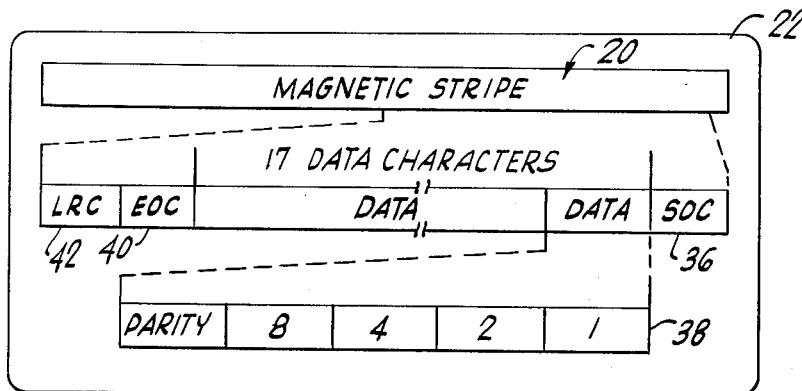 22
20
MAGNETIC STRIPE
17 DATA CHARACTERS
LRC EOC DATA DATA SOC
42 40 36
PARITY 8 4 2 1 38